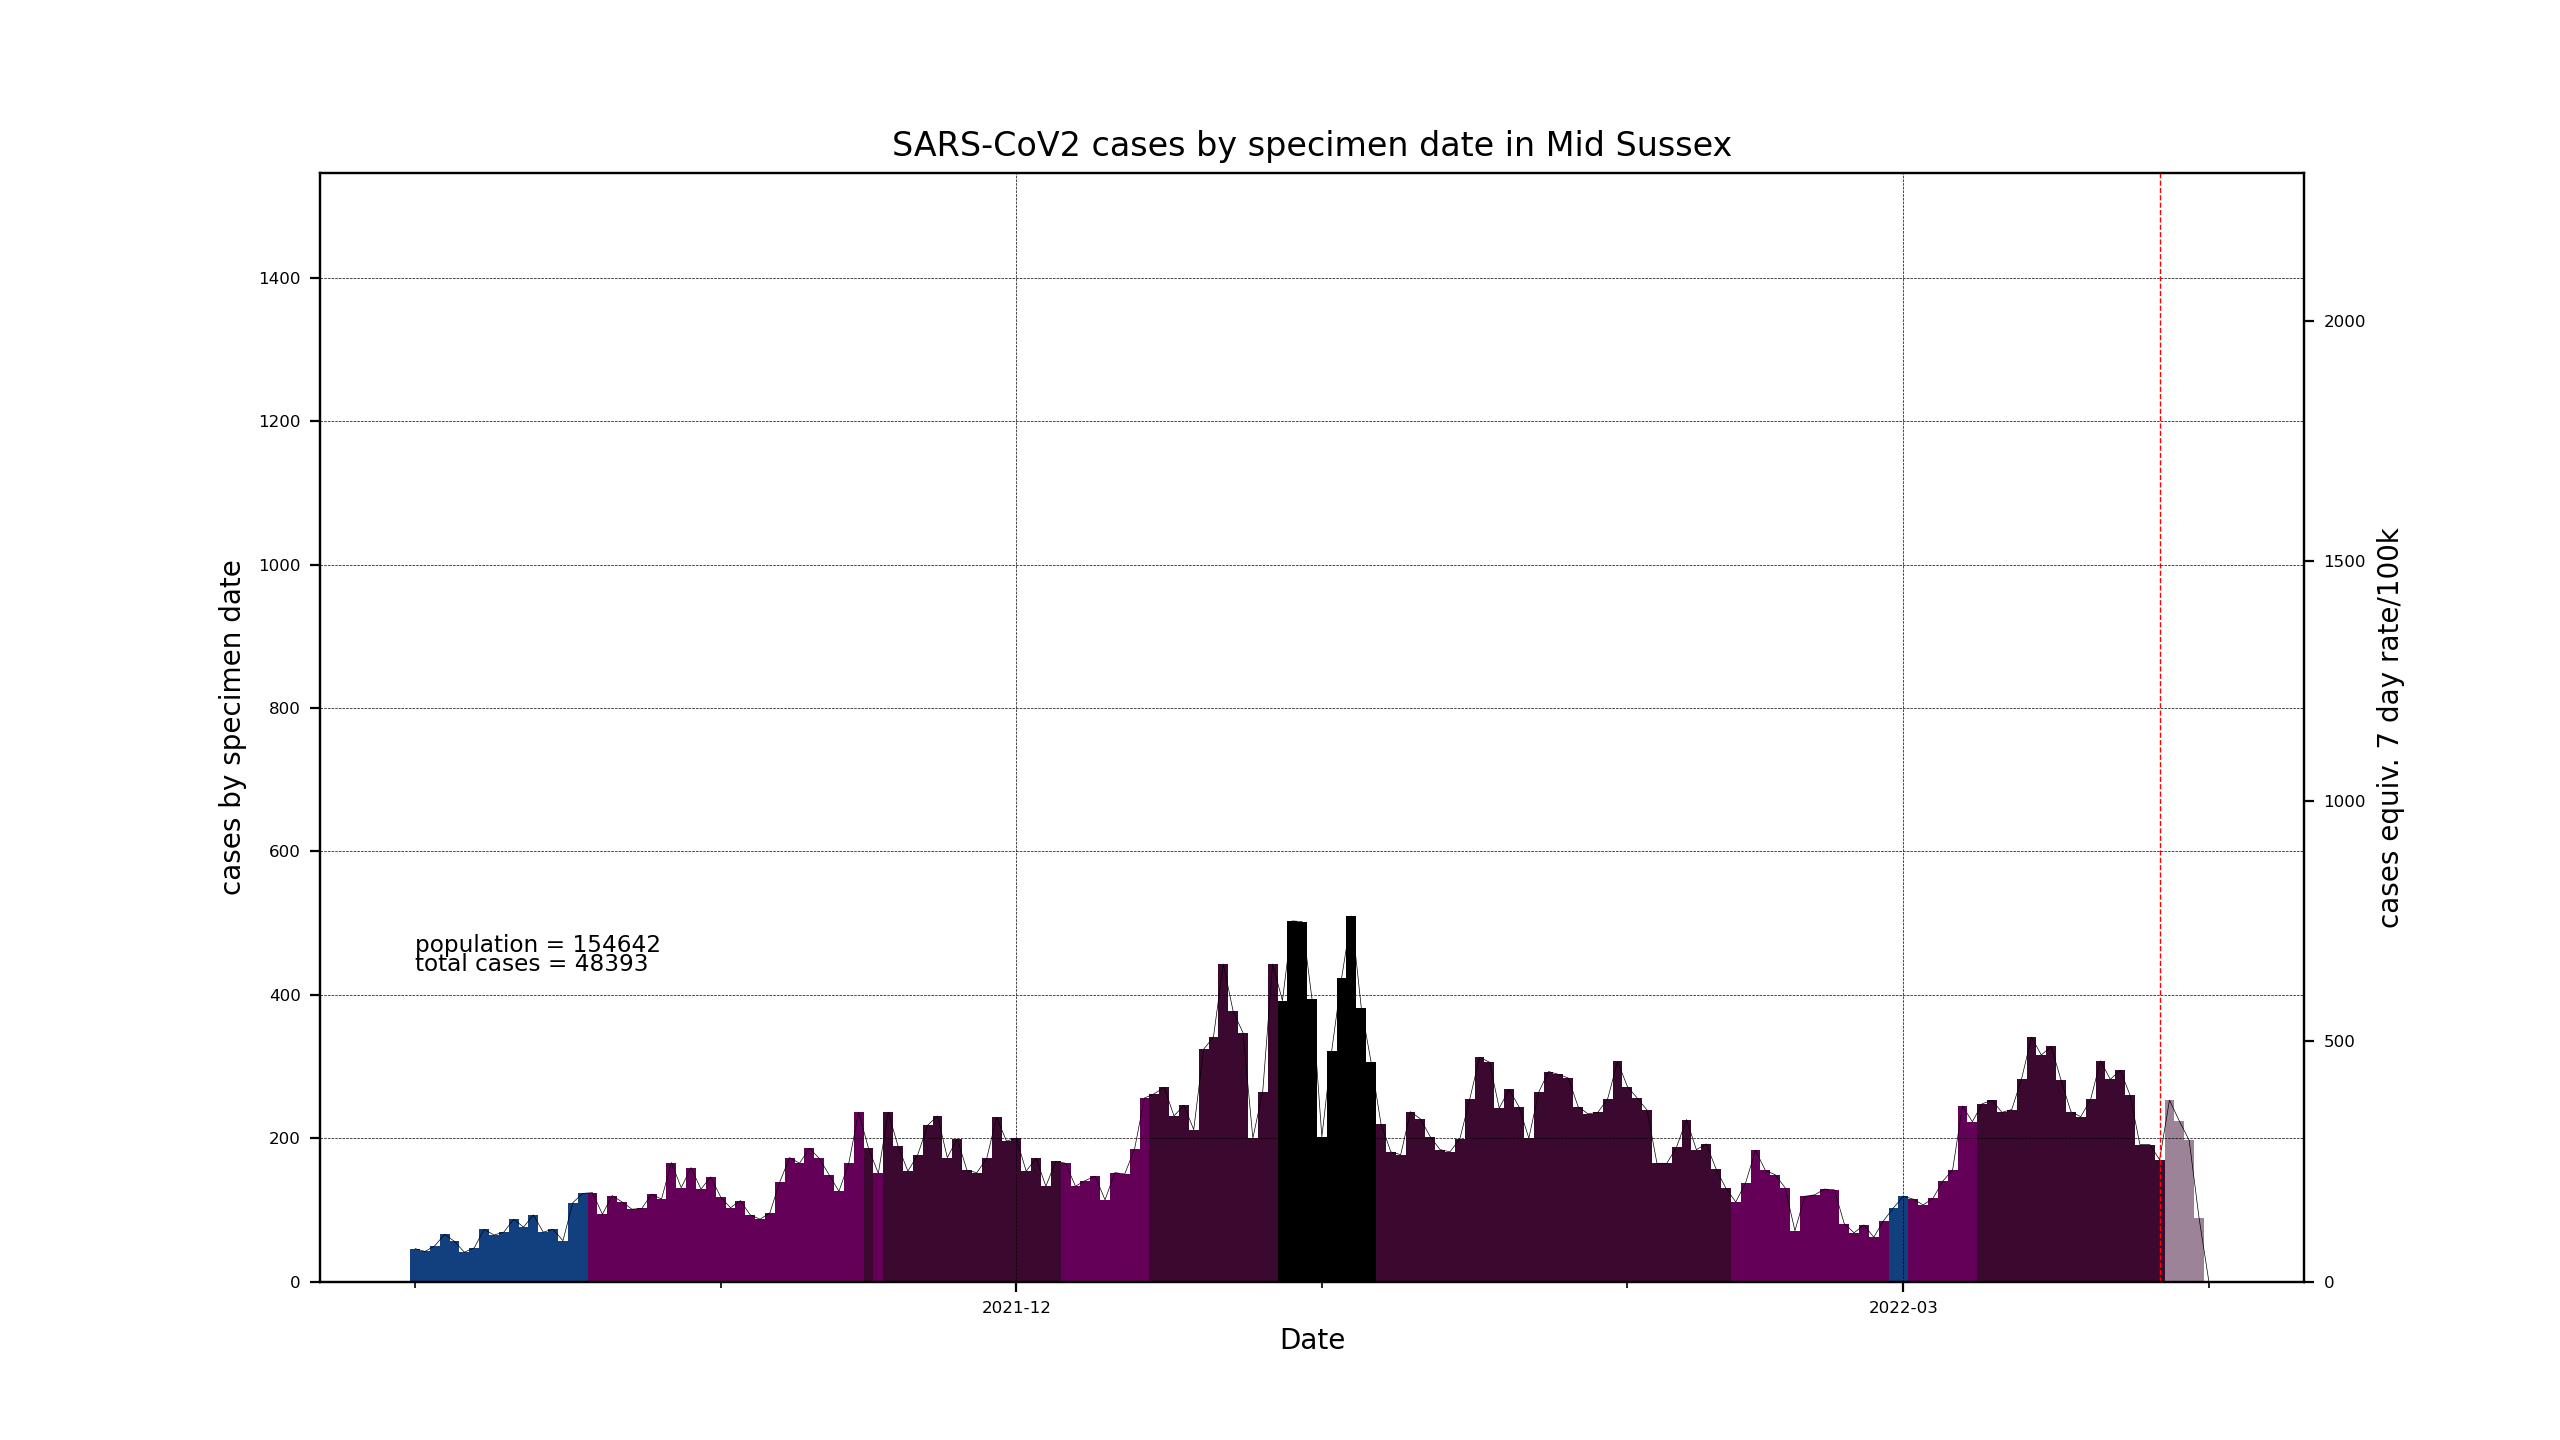 SARS-CoV2 cases by specimen date in Mid Sussex
cases by specimen date
1400
1200
1000
800
600
400
200
0
population = 154642
total cases = 48393
2000
1500
1000
500
0
cases equiv. 7 day rate/100k
2021-12
2022-03
Date